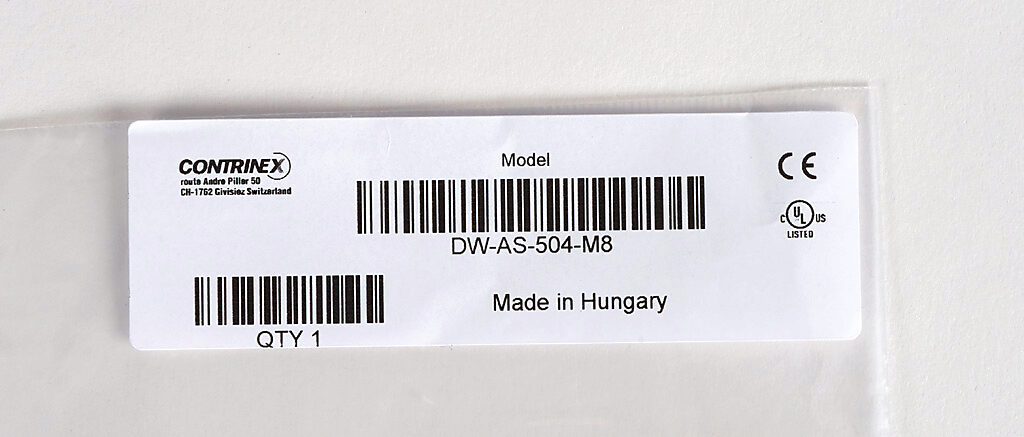 CONTRINEX
route Andre Piller 50
CH-1762 Givisiez Switzerland
Model
DW-AS-504-M8
QTY 1
Made in Hungary
CE
C UL US
LISTED